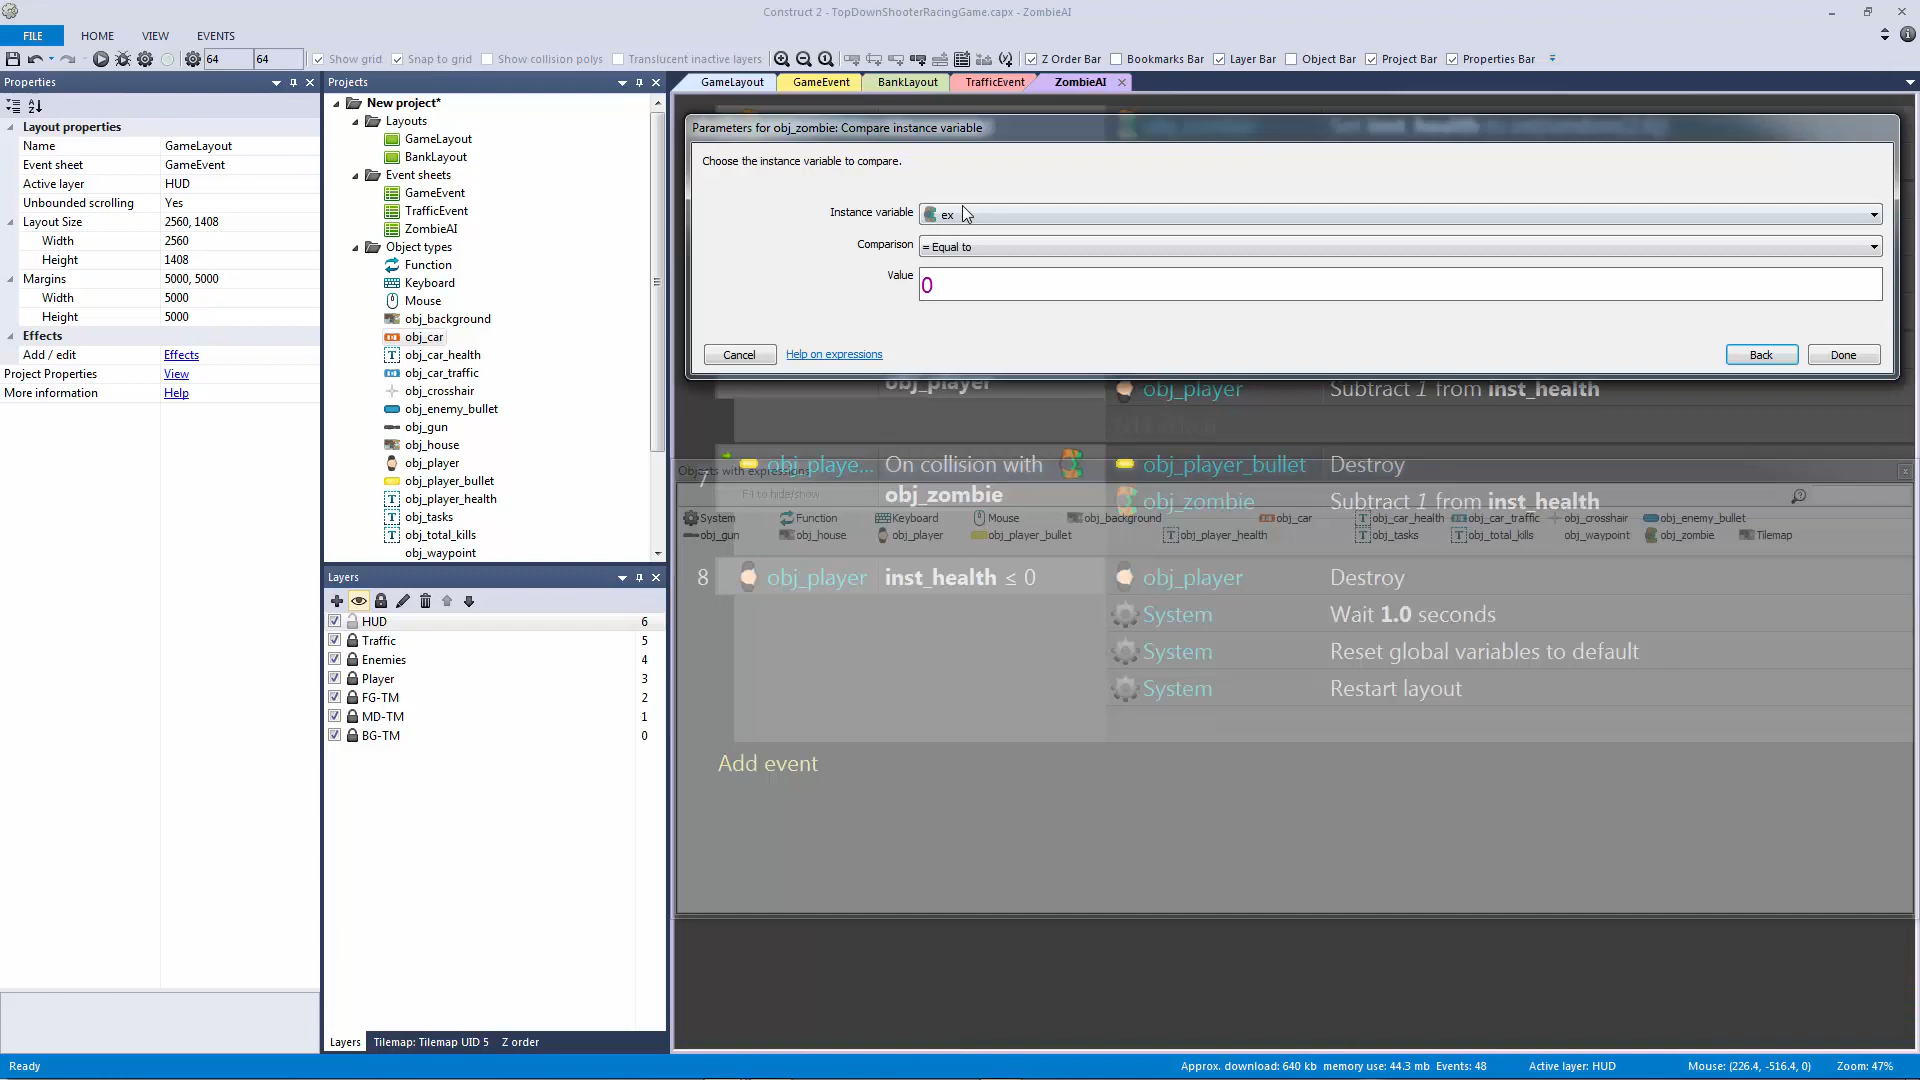 Construct 2 - TopDownShooterRacingGame.capx - ZombieAI
FILE HOME VIEW EVENTS
64 64 Show grid Snap to grid Show collision polys Translucent inactive layers Z Order Bar Bookmarks Bar Layer Bar Object Bar Project Bar Properties Bar
Properties
Layout properties
Name GameLayout
Event sheet GameEvent
Active layer HUD
Unbounded scrolling Yes
Layout Size 2560, 1408
Width 2560
Height 1408
Margins 5000, 5000
Width 5000
Height 5000
Effects
Add / edit Effects
Project Properties View
More information Help
Projects
New project*
Layouts
GameLayout
BankLayout
Event sheets
GameEvent
TrafficEvent
ZombieAI
Object types
Function
Keyboard
Mouse
obj_background
obj_car
obj_car_health
obj_car_traffic
obj_crosshair
obj_enemy_bullet
obj_gun
obj_house
obj_player
obj_player_bullet
obj_player_health
obj_tasks
obj_total_kills
obj_waypoint
Layers
HUD 6
Traffic 5
Enemies 4
Player 3
FG-TM 2
MD-TM 1
BG-TM 0
Layers Tilemap: Tilemap UID 5 Z order
GameLayout GameEvent BankLayout TrafficEvent ZombieAI
Parameters for obj_zombie: Compare instance variable
Choose the instance variable to compare.
Instance variable ex
Comparison = Equal to
Value 0
Cancel Help on expressions Back Done
obj_player obj_player Subtract 1 from inst_health
7 obj_playe... On collision with obj_player_bullet Destroy
obj_zombie obj_zombie Subtract 1 from inst_health
Objects with expressions
F4 to hide/show
System Function Keyboard Mouse obj_background obj_car obj_car_health obj_car_traffic obj_crosshair obj_enemy_bullet
obj_gun obj_house obj_player obj_player_bullet obj_player_health obj_tasks obj_total_kills obj_waypoint obj_zombie Tilemap
8 obj_player inst_health ≤ 0 obj_player Destroy
System Wait 1.0 seconds
System Reset global variables to default
System Restart layout
Add event
Ready Approx. download: 640 kb memory use: 44.3 mb Events: 48 Active layer: HUD Mouse: (226.4, -516.4, 0) Zoom: 47%